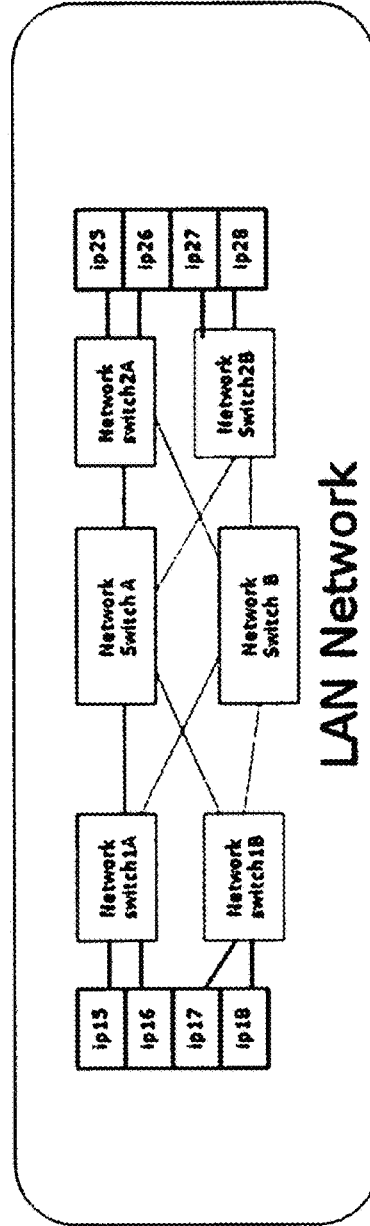 ip15
ip16
ip17
ip18
Network
switch1A
Network
switch1B
Network
Switch A
Network
Switch B
Network
switch2A
Network
Switch2B
ip25
ip26
ip27
ip28
LAN Network